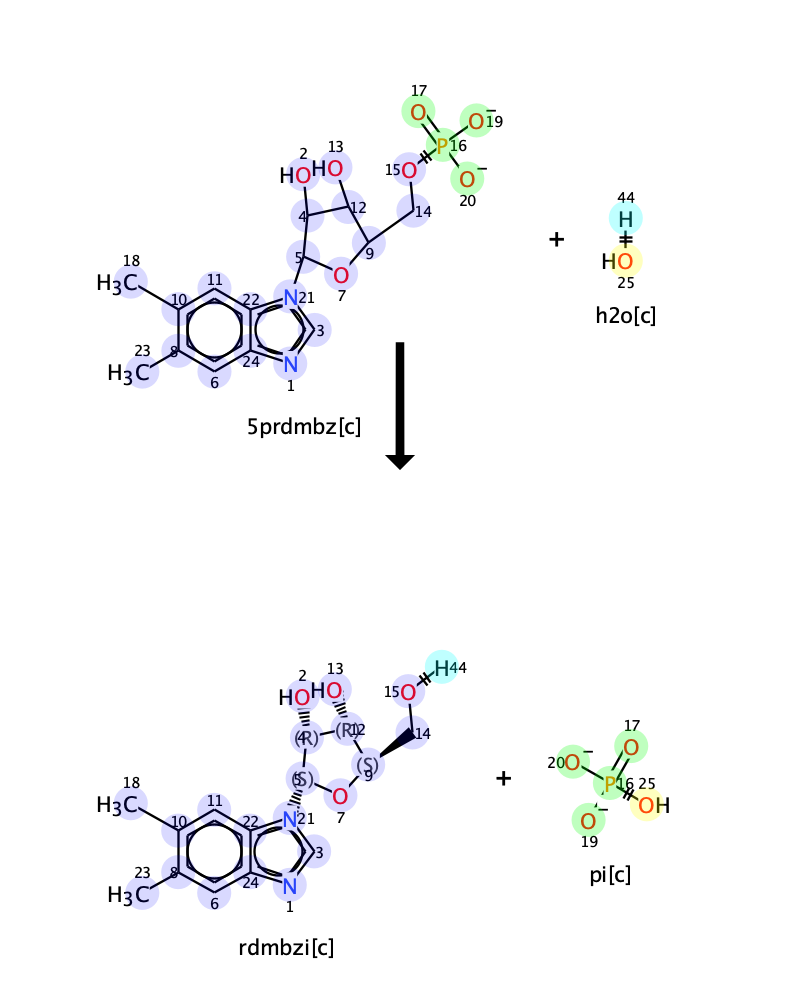 17
O
O⁻ 19
P 16
2
13
HO
HO
15 O
O⁻
20
44
H
4
12
14
+
5
9
HO
25
18
H₃C
11
O
7
h2o[c]
10
22
N 21
3
23
H₃C
8
24
N
6
1
5prdmbz[c]
2
13
HO
HO
15 O
H 44
17
4 (R)
(R) 12
14
20 O⁻
O
5 (S)
(S) 9
+
P 16
25
OH
18
H₃C
11
O
7
O⁻
19
10
22
N 21
3
pi[c]
23
H₃C
8
24
N
6
1
rdmbzi[c]